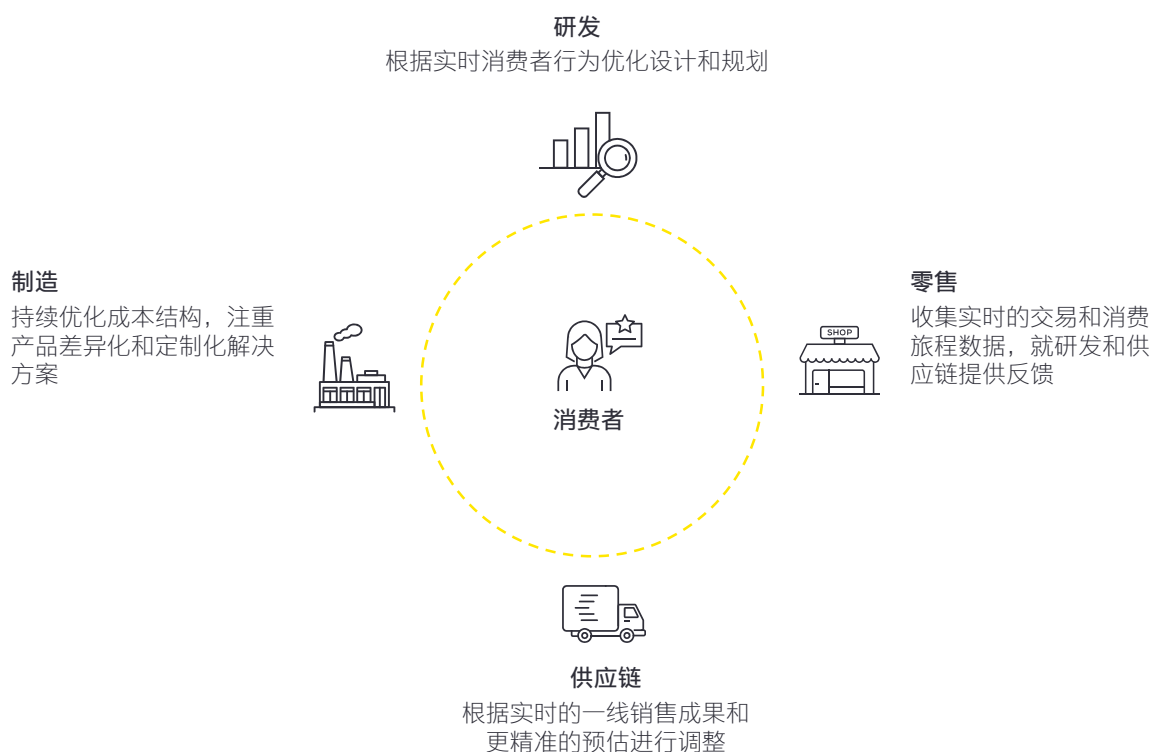 研发
根据实时消费者行为优化设计和规划
制造
持续优化成本结构，注重
产品差异化和定制化解决
方案
零售
收集实时的交易和消费
旅程数据，就研发和供
应链提供反馈
SHOP
消费者
供应链
根据实时的一线销售成果和
更精准的预估进行调整